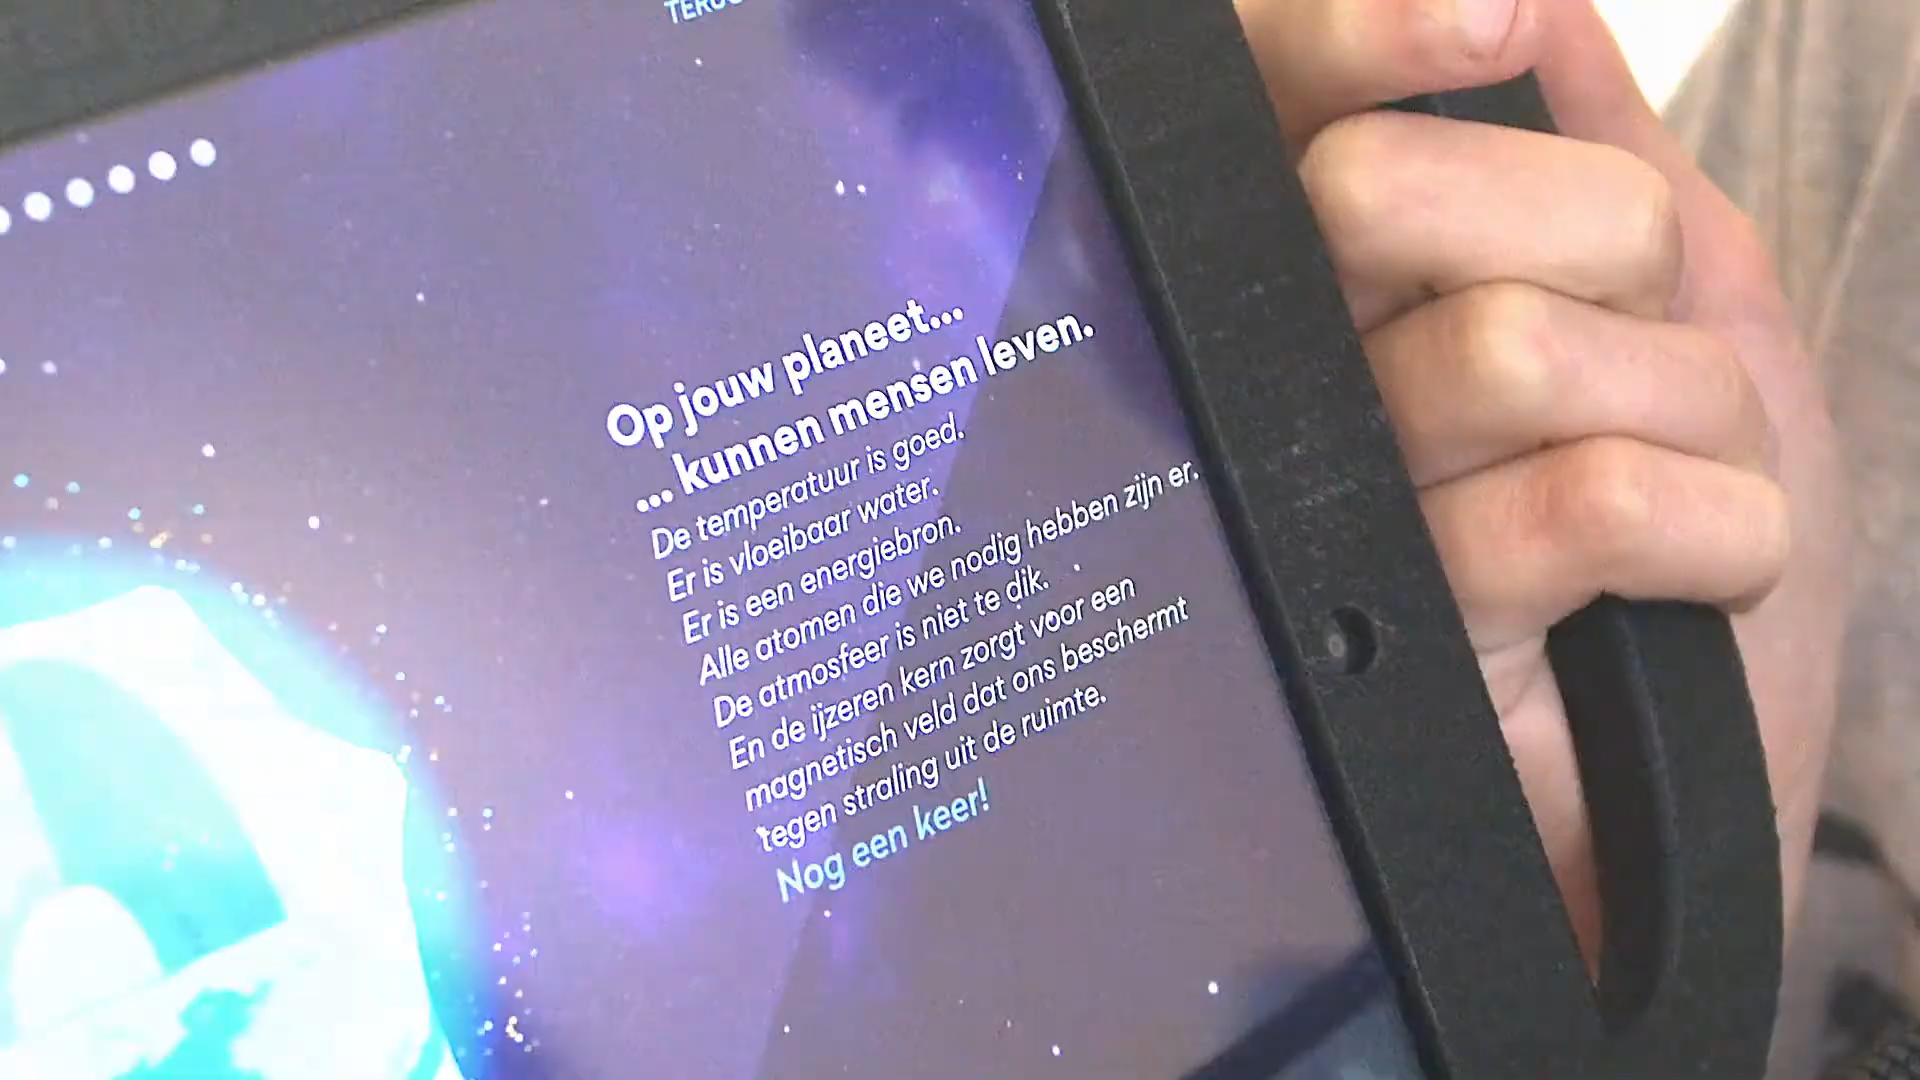 Op jouw planeet...
... kunnen mensen leven.
De temperatuur is goed.
Er is vloeibaar water.
Er is een energiebron.
Alle atomen die we nodig hebben zijn er.
De atmosfeer is niet te dik.
En de ijzeren kern zorgt voor een
magnetisch veld dat ons beschermt
tegen straling uit de ruimte.
Nog een keer!